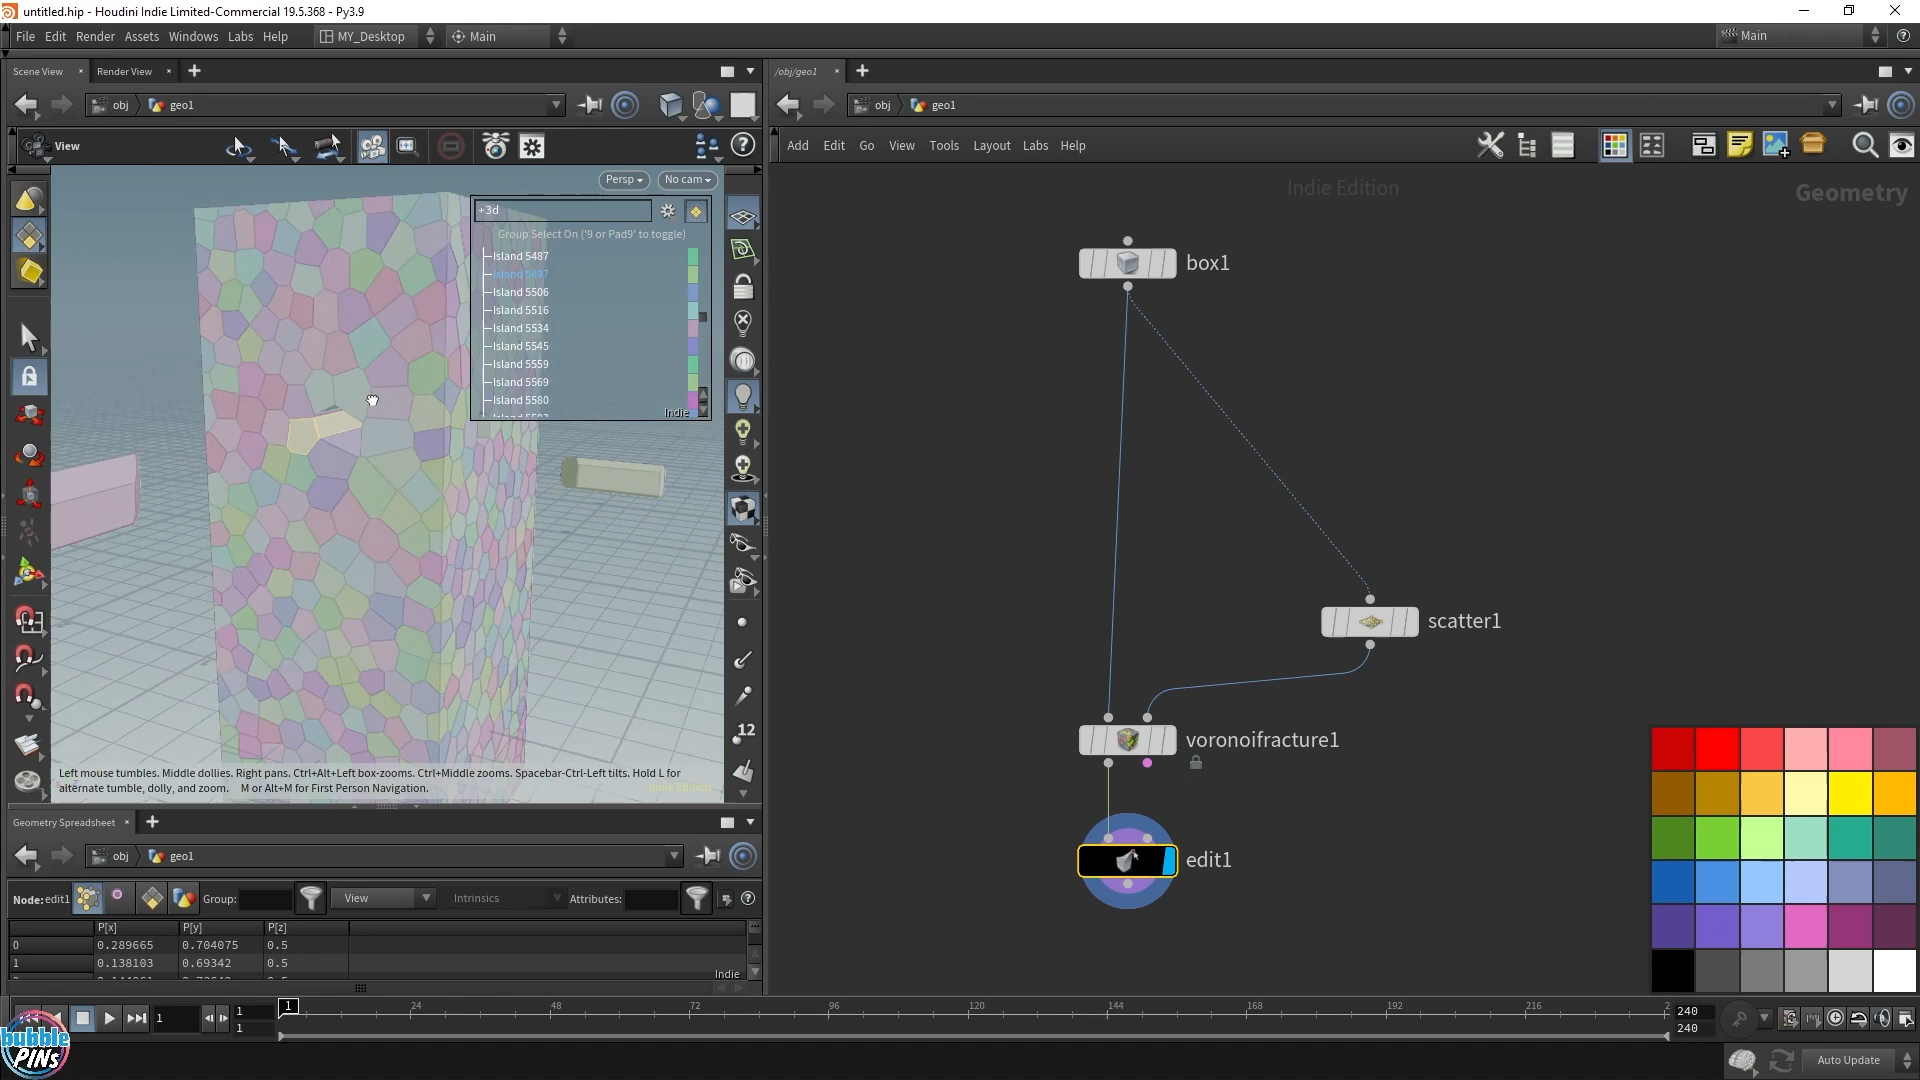 untitled.hip - Houdini Indie Limited-Commercial 19.5.368 - Py3.9
File Edit Render Assets Windows Labs Help MY_Desktop Main Main
Scene View Render View /obj/geo1
obj geo1 obj geo1
View
Add Edit Go View Tools Layout Labs Help
Persp No cam
Indie Edition
Geometry
+3d
Group Select On ('9 or Pad9' to toggle)
Island 5487
Island 5497
Island 5506
Island 5516
Island 5534
Island 5545
Island 5559
Island 5569
Island 5580
Indie
box1
scatter1
voronoifracture1
edit1
12
Left mouse tumbles. Middle dollies. Right pans. Ctrl+Alt+Left box-zooms. Ctrl+Middle zooms. Spacebar-Ctrl-Left tilts. Hold L for
alternate tumble, dolly, and zoom. M or Alt+M for First Person Navigation.
Indie Edition
Geometry Spreadsheet
obj geo1
Node: edit1 Group: View Intrinsics Attributes:
P[x] P[y] P[z]
0 0.289665 0.704075 0.5
1 0.138103 0.69342 0.5
Indie
1 1 1 1 24 48 72 96 120 144 168 192 216 2 240
240
bubble
PINs
Auto Update